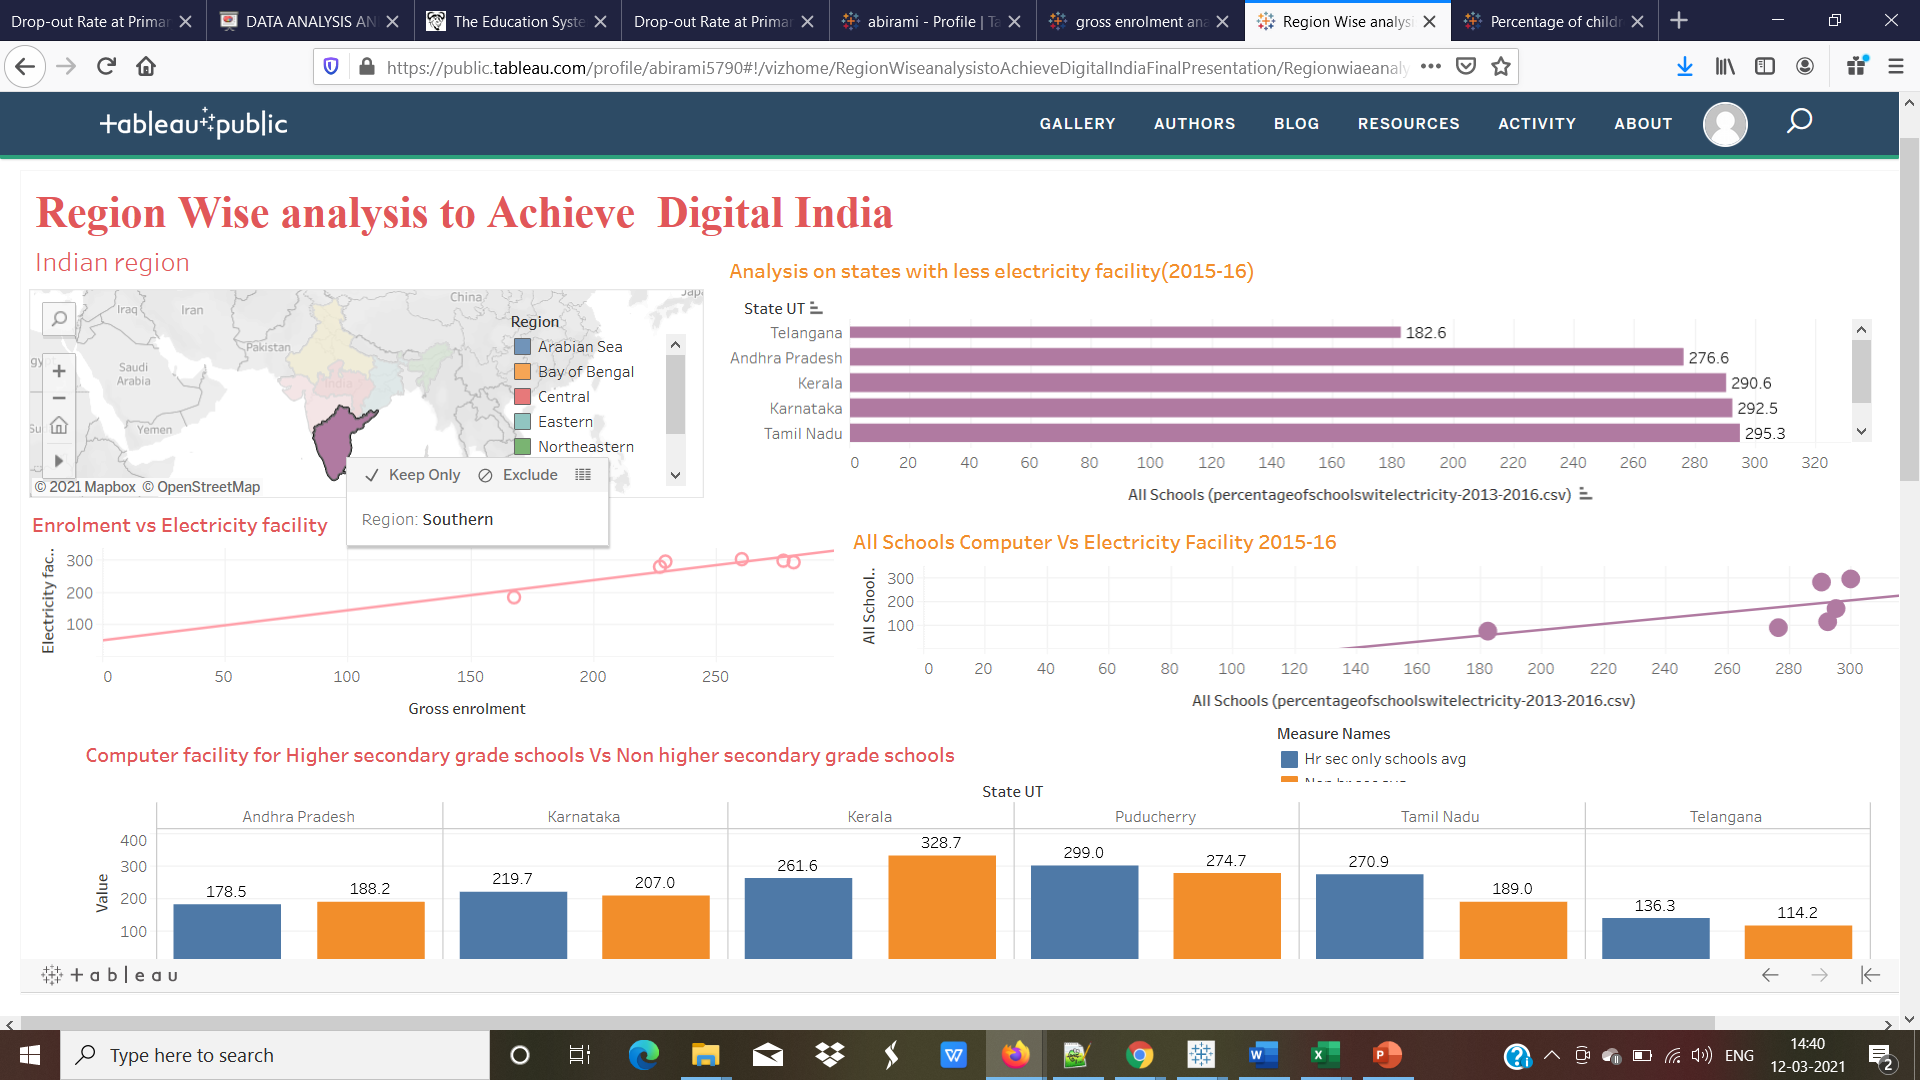 Drop-out Rate at Primar
DATA ANALYSIS AN
The Education Syste
Drop-out Rate at Primar
abirami - Profile | Ta
gross enrolment ana
Region Wise analysi
Percentage of childr
https://public.tableau.com/profile/abirami5790#!/vizhome/RegionWiseanalysistoAchieveDigitalIndiaFinalPresentation/Regionwiaeanaly
+ableau public
GALLERY
AUTHORS
BLOG
RESOURCES
ACTIVITY
ABOUT
Region Wise analysis to Achieve Digital India
Indian region
China
Iraq
Iran
Pakistan
Saudi Arabia
India
Yemen
© 2021 Mapbox © OpenStreetMap
Region
Arabian Sea
Bay of Bengal
Central
Eastern
Northeastern
Keep Only
Exclude
Region: Southern
Analysis on states with less electricity facility(2015-16)
State UT
Telangana 182.6
Andhra Pradesh 276.6
Kerala 290.6
Karnataka 292.5
Tamil Nadu 295.3
0 20 40 60 80 100 120 140 160 180 200 220 240 260 280 300 320
All Schools (percentageofschoolswitelectricity-2013-2016.csv)
Enrolment vs Electricity facility
Electricity fac..
300
200
100
0 50 100 150 200 250
Gross enrolment
All Schools Computer Vs Electricity Facility 2015-16
All School..
300
200
100
0 20 40 60 80 100 120 140 160 180 200 220 240 260 280 300
All Schools (percentageofschoolswitelectricity-2013-2016.csv)
Measure Names
Hr sec only schools avg
Computer facility for Higher secondary grade schools Vs Non higher secondary grade schools
State UT
Andhra Pradesh Karnataka Kerala Puducherry Tamil Nadu Telangana
Value
400
300
200
100
178.5 188.2 219.7 207.0 261.6 328.7 299.0 274.7 270.9 189.0 136.3 114.2
+ableau
Type here to search
ENG
14:40
12-03-2021
2